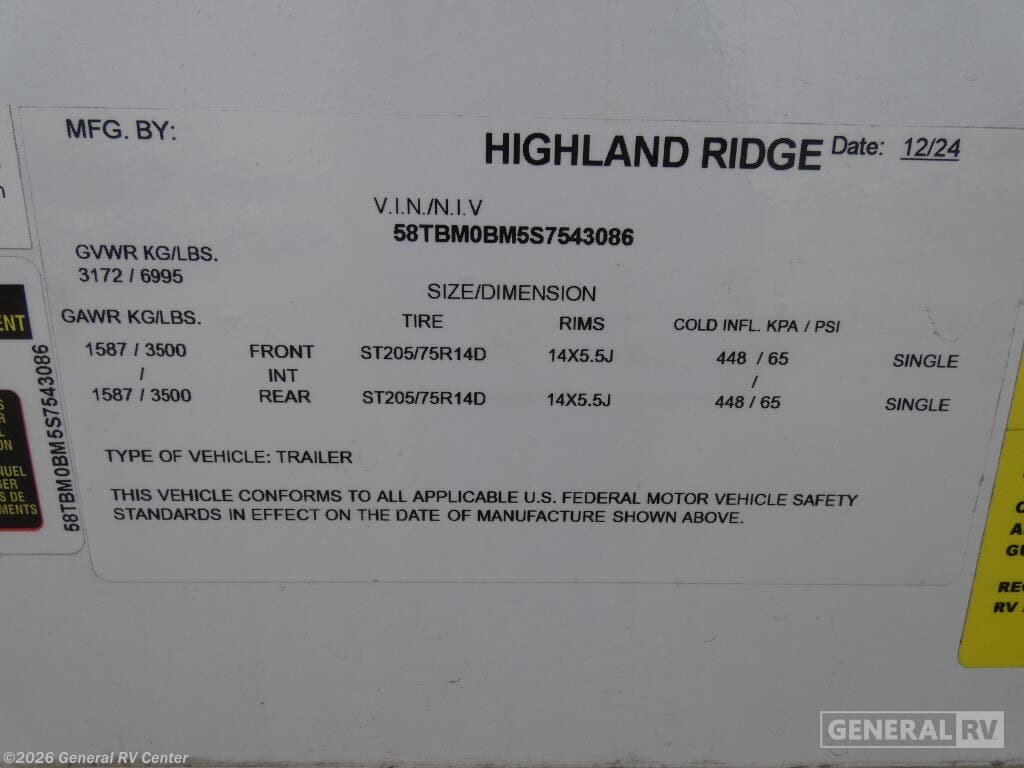 MFG. BY:
HIGHLAND RIDGE Date: 12/24
V.I.N./N.I.V
58TBM0BM5S7543086
GVWR KG/LBS.
3172 / 6995
SIZE/DIMENSION
GAWR KG/LBS. TIRE RIMS COLD INFL. KPA / PSI
1587 / 3500 FRONT ST205/75R14D 14X5.5J 448 / 65 SINGLE
/ INT /
1587 / 3500 REAR ST205/75R14D 14X5.5J 448 / 65 SINGLE
TYPE OF VEHICLE: TRAILER
THIS VEHICLE CONFORMS TO ALL APPLICABLE U.S. FEDERAL MOTOR VEHICLE SAFETY
STANDARDS IN EFFECT ON THE DATE OF MANUFACTURE SHOWN ABOVE.
58TBM0BM5S7543086
S DE
RV
GENERAL RV
©2026 General RV Center